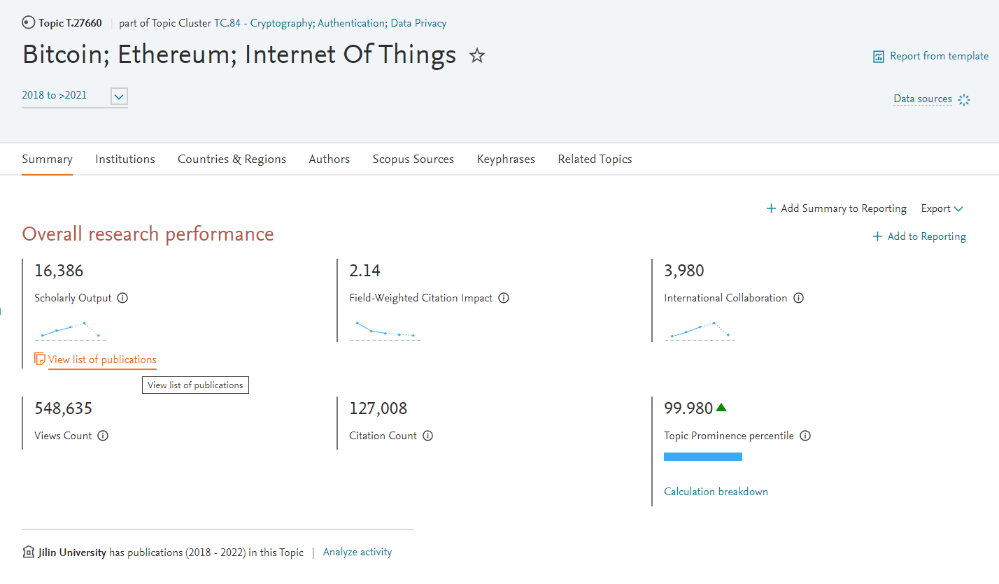 Topic T.27660 | part of Topic Cluster TC.84 - Cryptography; Authentication; Data Privacy
Bitcoin; Ethereum; Internet Of Things
Report from template
2018 to >2021
Data sources
Summary Institutions Countries & Regions Authors Scopus Sources Keyphrases Related Topics
+ Add Summary to Reporting Export
Overall research performance
+ Add to Reporting
16,386 2.14 3,980
Scholarly Output Field-Weighted Citation Impact International Collaboration
View list of publications
View list of publications
548,635 127,008 99.980
Views Count Citation Count Topic Prominence percentile
Calculation breakdown
Jilin University has publications (2018 - 2022) in this Topic | Analyze activity